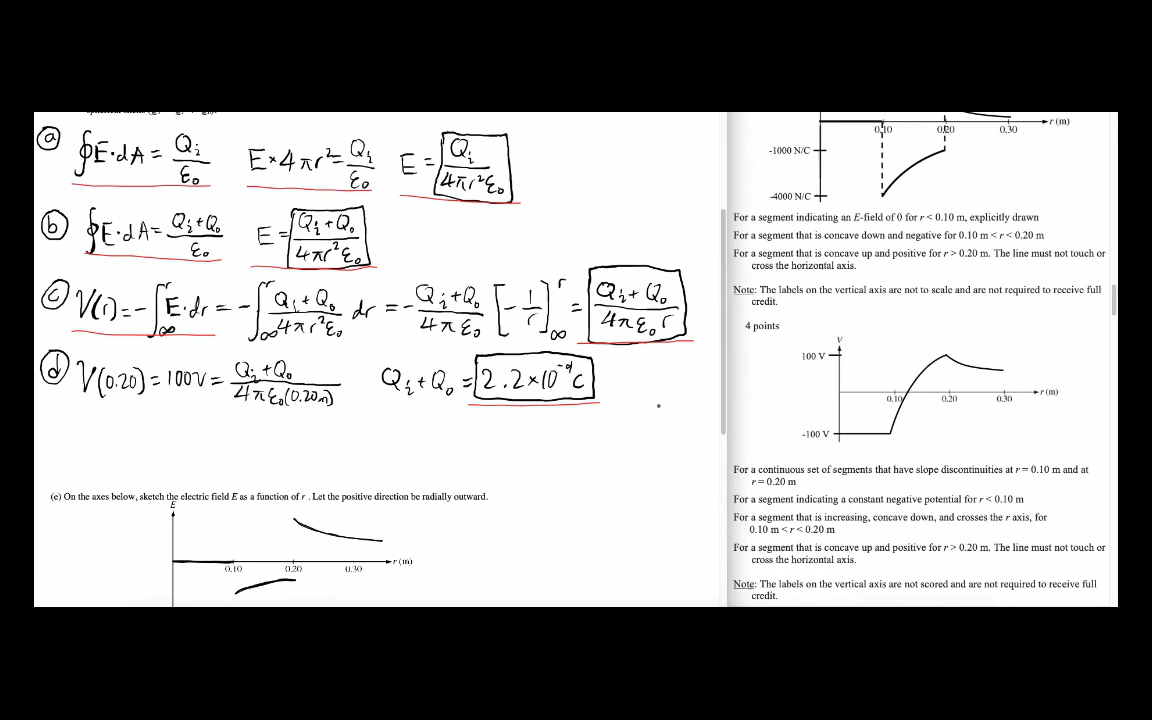 ⓐ ∮E·dA = Qi/ε₀ E×4πr² = Qi/ε₀ E = Qi/4πr²ε₀
ⓑ ∮E·dA = Qi+Q₀/ε₀ E = Qi+Q₀/4πr²ε₀
ⓒ V(r) = -∫∞^r E·dr = -∫∞^r Qi+Q₀/4πr²ε₀ dr = -Qi+Q₀/4πε₀ [-1/r]∞^r = Qi+Q₀/4πε₀r
ⓓ V(0.20) = 100V = Qi+Q₀/4πε₀(0.20m) Qi+Q₀ = 2.2×10⁻⁹C
(e) On the axes below, sketch the electric field E as a function of r . Let the positive direction be radially outward.
E
r (m)
0.10 0.20 0.30
r (m)
0.10 0.20 0.30
-1000 N/C
-4000 N/C
For a segment indicating an E-field of 0 for r < 0.10 m, explicitly drawn
For a segment that is concave down and negative for 0.10 m < r < 0.20 m
For a segment that is concave up and positive for r > 0.20 m. The line must not touch or
cross the horizontal axis.
Note: The labels on the vertical axis are not to scale and are not required to receive full
credit.
4 points
V
100 V
r (m)
0.10 0.20 0.30
-100 V
For a continuous set of segments that have slope discontinuities at r = 0.10 m and at
r = 0.20 m
For a segment indicating a constant negative potential for r < 0.10 m
For a segment that is increasing, concave down, and crosses the r axis, for
0.10 m < r < 0.20 m
For a segment that is concave up and positive for r > 0.20 m. The line must not touch or
cross the horizontal axis.
Note: The labels on the vertical axis are not scored and are not required to receive full
credit.